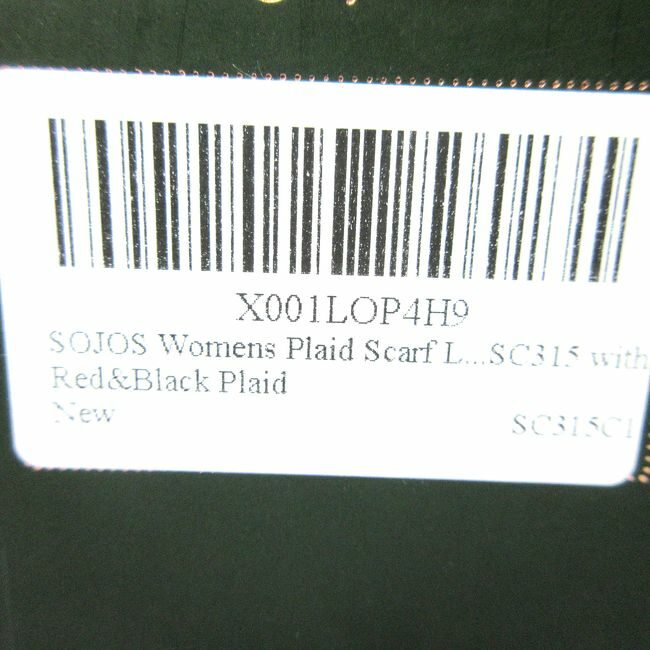 X001LOP4H9
SOJOS Womens Plaid Scarf L...SC315 with
Red&Black Plaid
New SC315C1